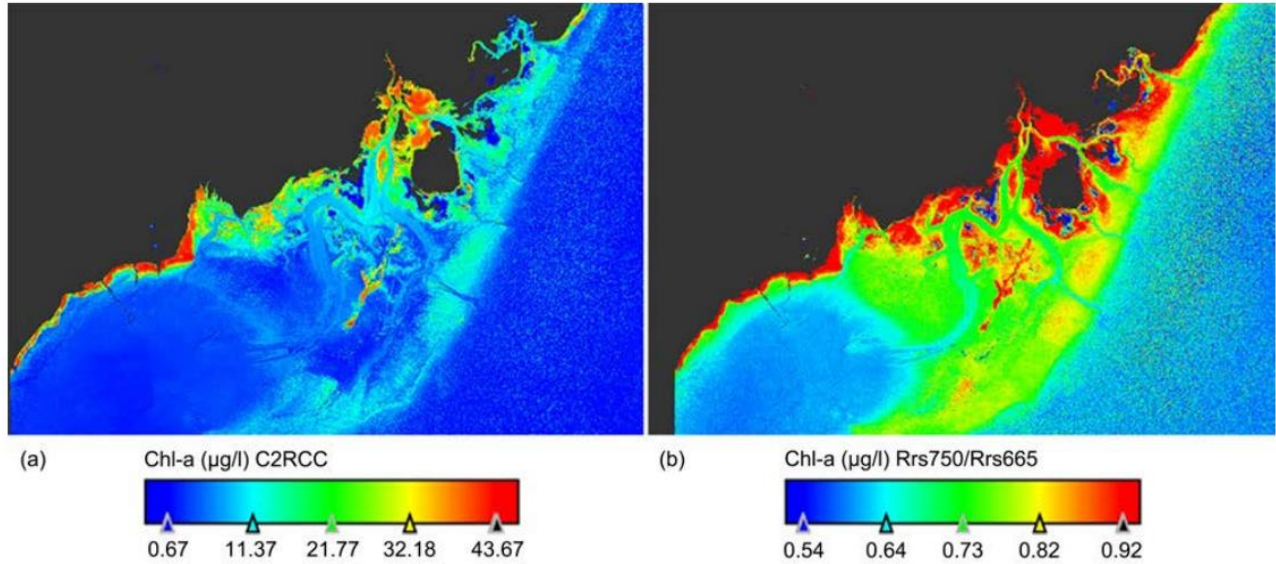 (a)
Chl-a (µg/l) C2RCC
0.67 11.37 21.77 32.18 43.67
(b)
Chl-a (µg/l) Rrs750/Rrs665
0.54 0.64 0.73 0.82 0.92